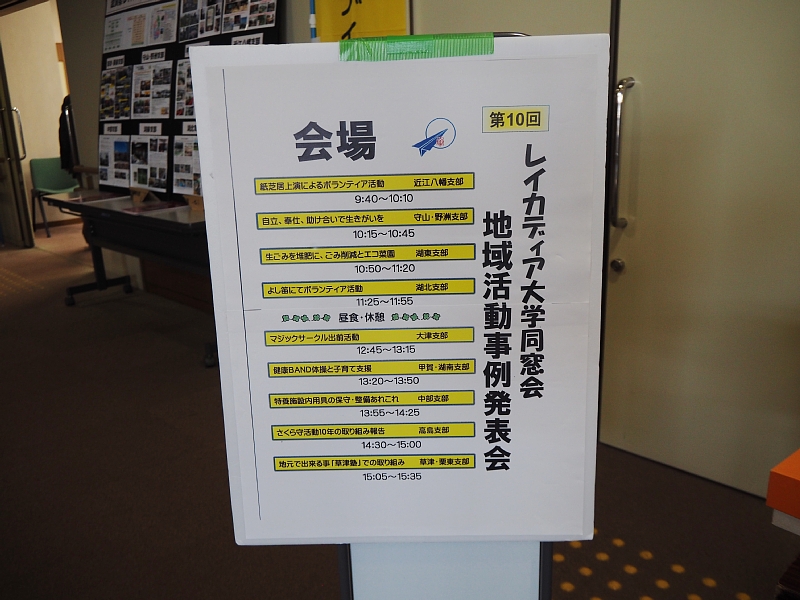 第10回
レイカディア大学同窓会
地域活動事例発表会
会場
紙芝居上演によるボランティア活動 近江八幡支部
9:40～10:10
自立、奉仕、助け合いで生きがいを 守山・野洲支部
10:15～10:45
生ごみを堆肥に、ごみ削減とエコ菜園 湖東支部
10:50～11:20
よし笛にてボランティア活動 湖北支部
11:25～11:55
昼食・休憩
マジックサークル出前活動 大津支部
12:45～13:15
健康BAND体操と子育て支援 甲賀・湖南支部
13:20～13:50
特養施設内用具の保守・整備あれこれ 中部支部
13:55～14:25
さくら守活動10年の取り組み報告 高島支部
14:30～15:00
地元で出来る事「草津塾」での取り組み 草津・栗東支部
15:05～15:35